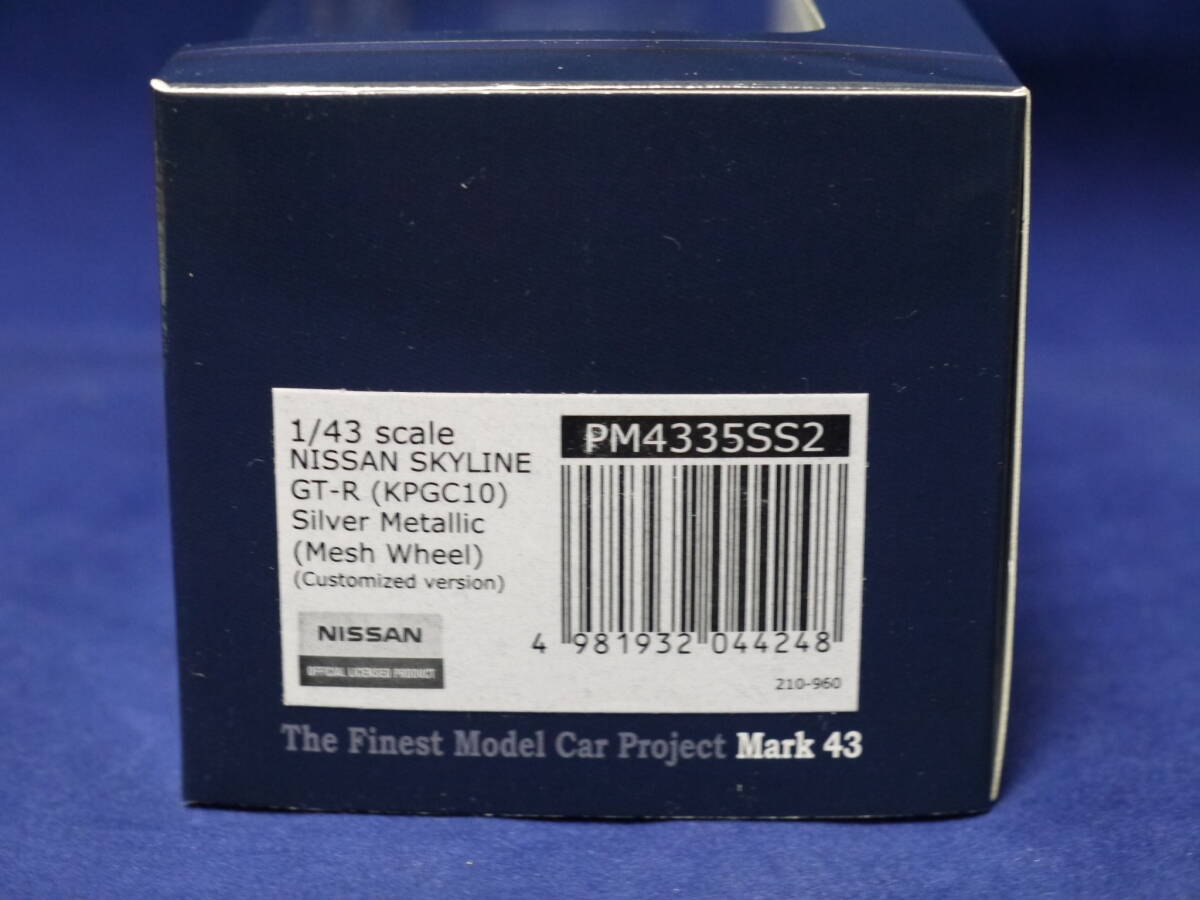 1/43 scale
NISSAN SKYLINE
GT-R (KPGC10)
Silver Metallic
(Mesh Wheel)
(Customized version)
NISSAN
OFFICIAL LICENSED PRODUCT
PM4335SS2
4 981932 044248
210-960
The Finest Model Car Project Mark 43